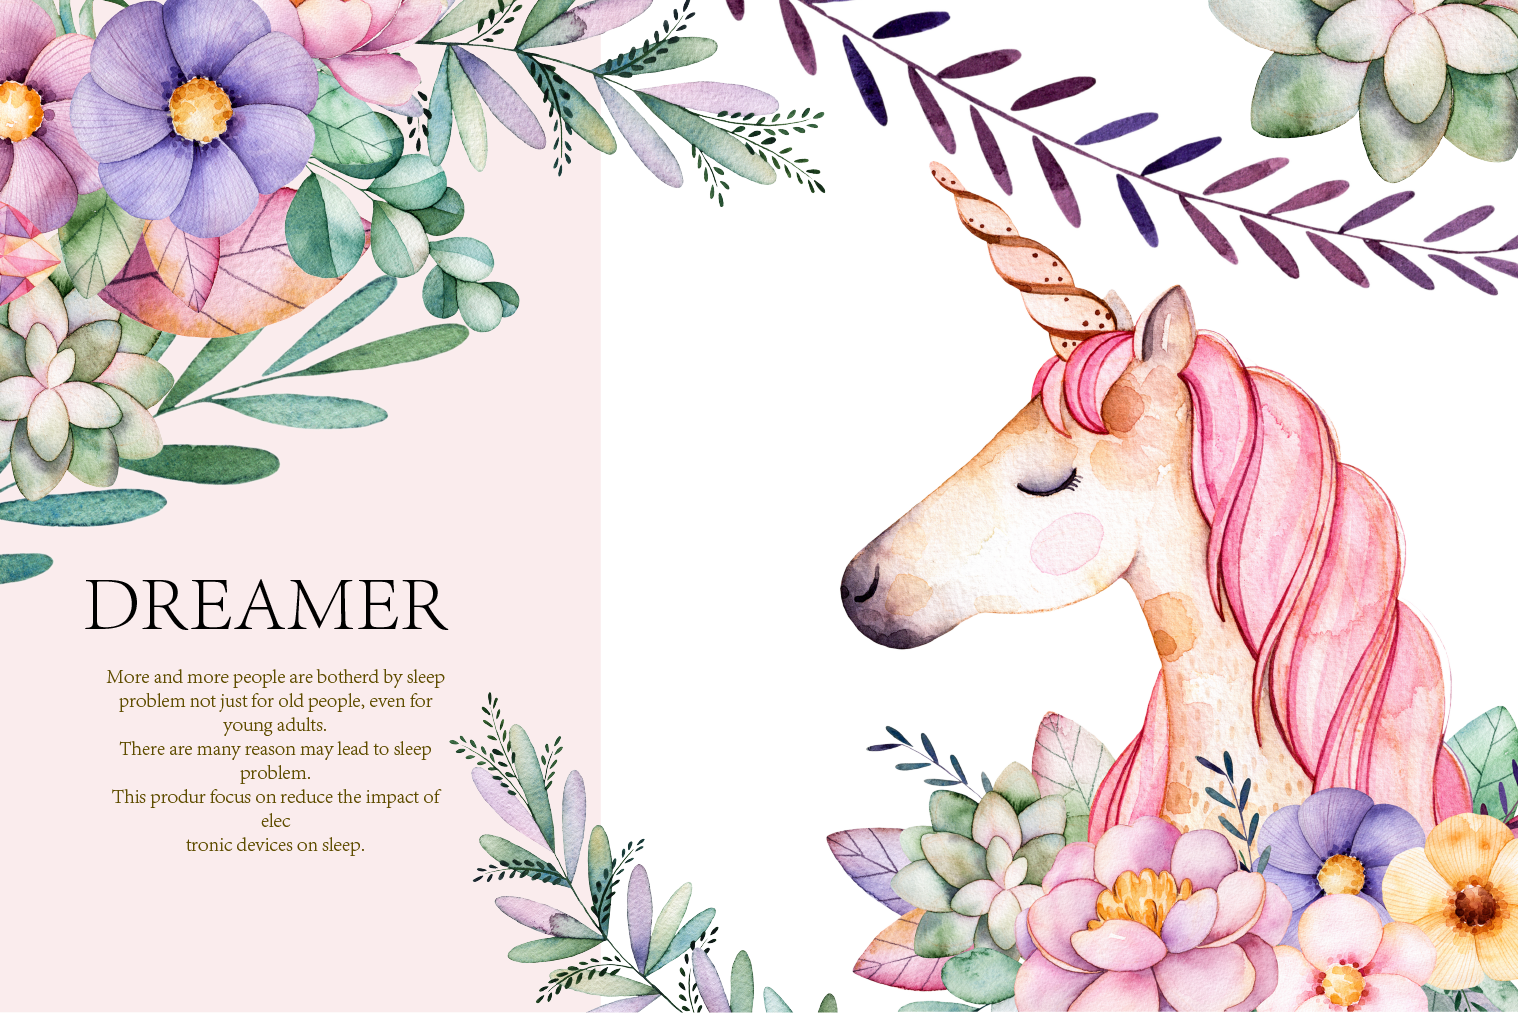 DREAMER
More and more people are botherd by sleep
problem not just for old people, even for
young adults.
There are many reason may lead to sleep
problem.
This produr focus on reduce the impact of
elec
tronic devices on sleep.